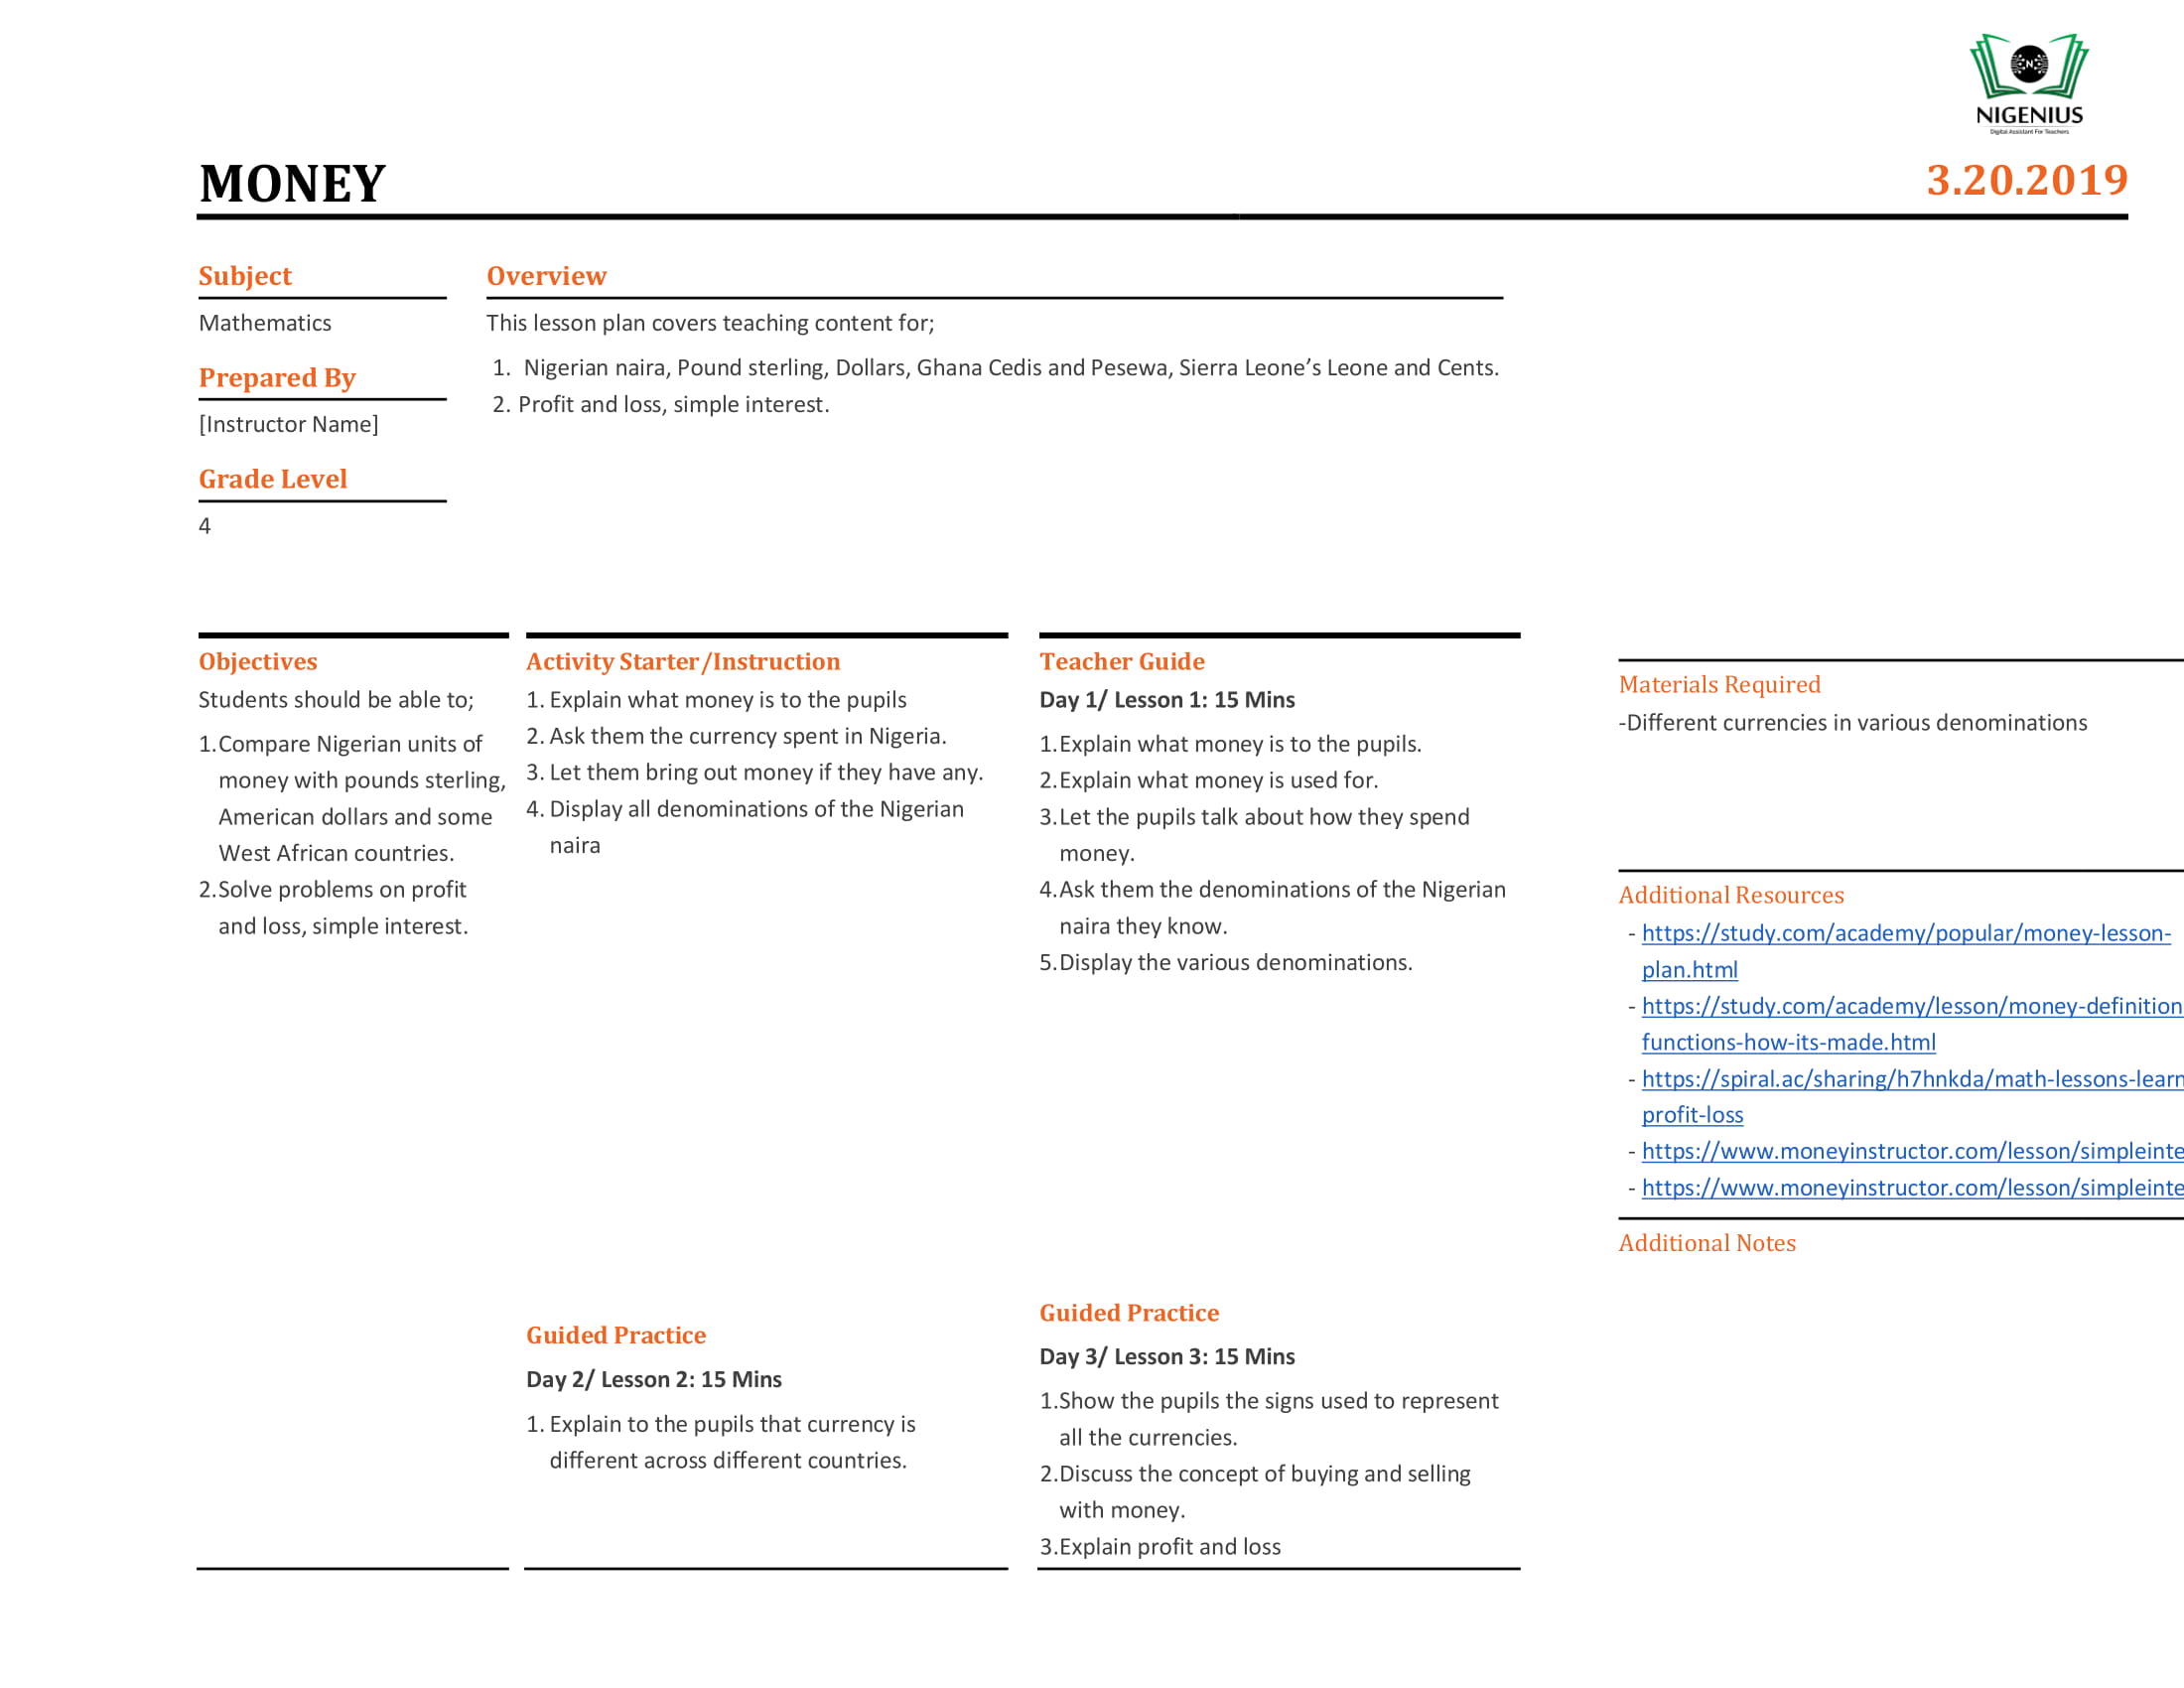 NIGENIUS
Digital Assistant For Teachers
MONEY
3.20.2019
Subject
Mathematics
Prepared By
[Instructor Name]
Grade Level
4
Overview
This lesson plan covers teaching content for;
1. Nigerian naira, Pound sterling, Dollars, Ghana Cedis and Pesewa, Sierra Leone’s Leone and Cents.
2. Profit and loss, simple interest.
Objectives
Students should be able to;
1.Compare Nigerian units of
money with pounds sterling,
American dollars and some
West African countries.
2.Solve problems on profit
and loss, simple interest.
Activity Starter/Instruction
1. Explain what money is to the pupils
2. Ask them the currency spent in Nigeria.
3. Let them bring out money if they have any.
4. Display all denominations of the Nigerian
naira
Guided Practice
Day 2/ Lesson 2: 15 Mins
1. Explain to the pupils that currency is
different across different countries.
Teacher Guide
Day 1/ Lesson 1: 15 Mins
1.Explain what money is to the pupils.
2.Explain what money is used for.
3.Let the pupils talk about how they spend
money.
4.Ask them the denominations of the Nigerian
naira they know.
5.Display the various denominations.
Guided Practice
Day 3/ Lesson 3: 15 Mins
1.Show the pupils the signs used to represent
all the currencies.
2.Discuss the concept of buying and selling
with money.
3.Explain profit and loss
Materials Required
-Different currencies in various denominations
Additional Resources
- https://study.com/academy/popular/money-lesson-
plan.html
- https://study.com/academy/lesson/money-definition
functions-how-its-made.html
- https://spiral.ac/sharing/h7hnkda/math-lessons-learn
profit-loss
- https://www.moneyinstructor.com/lesson/simpleinte
- https://www.moneyinstructor.com/lesson/simpleinte
Additional Notes